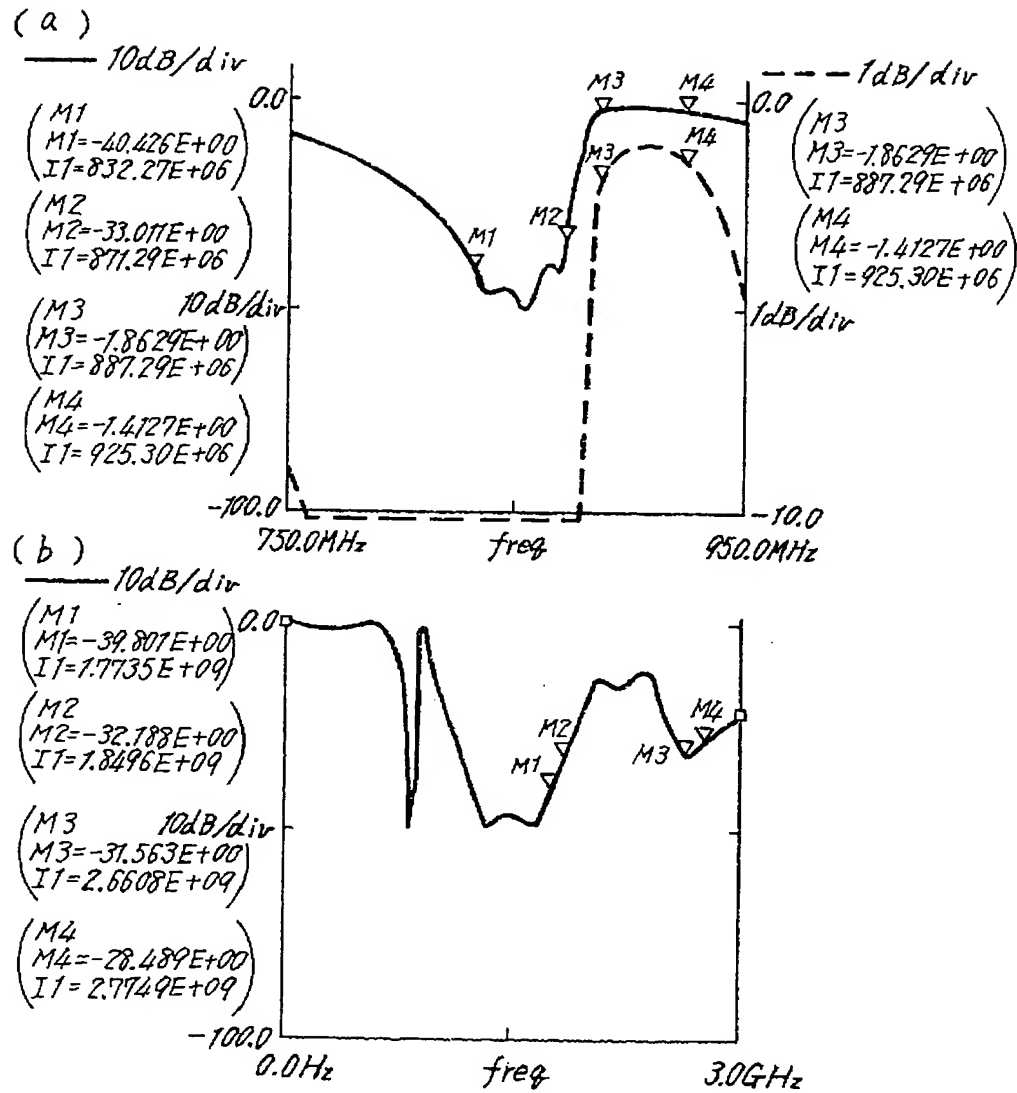 (a)
10dB/div
M1
M1=-40.426E+00
I1=832.27E+06
M2
M2=-33.011E+00
I1=871.29E+06
M3
M3=-1.8629E+00
I1=887.29E+06
M4
M4=-1.4127E+00
I1=925.30E+06
0.0
10dB/div
-100.0
M1
M2
M3
M4
M3
M4
750.0MHz
freq
950.0MHz
0.0
1dB/div
-10.0
1dB/div
M3
M3=-1.8629E+00
I1=887.29E+06
M4
M4=-1.4127E+00
I1=925.30E+06
(b)
10dB/div
M1
M1=-39.801E+00
I1=1.7735E+09
M2
M2=-32.188E+00
I1=1.8496E+09
M3
M3=-31.563E+00
I1=2.6608E+09
M4
M4=-28.489E+00
I1=2.7749E+09
0.0
10dB/div
-100.0
M1
M2
M3
M4
0.0Hz
freq
3.0GHz